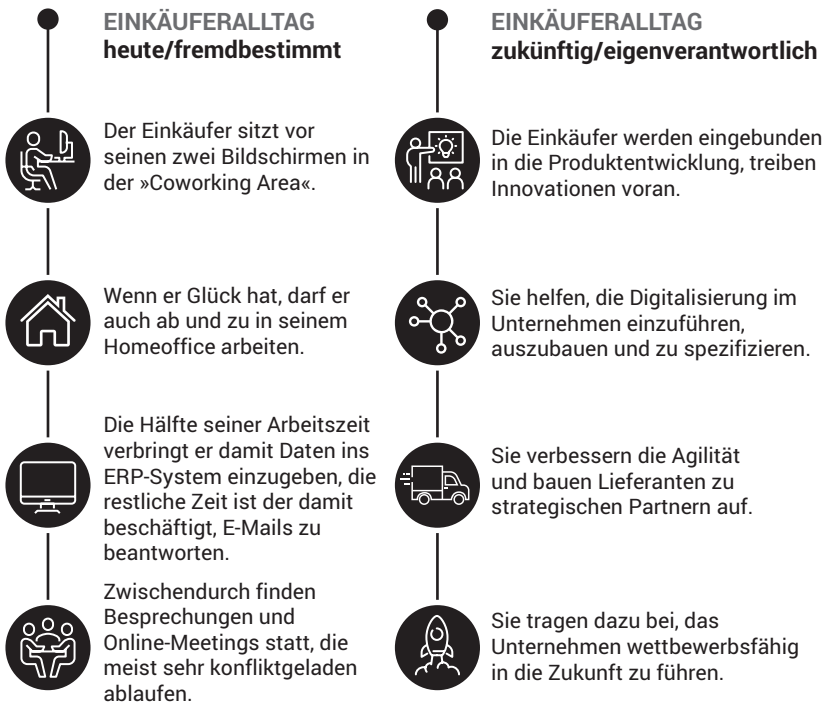 EINKÄUFERALLTAG
heute/fremdbestimmt
Der Einkäufer sitzt vor
seinen zwei Bildschirmen in
der »Coworking Area«.
Wenn er Glück hat, darf er
auch ab und zu in seinem
Homeoffice arbeiten.
Die Hälfte seiner Arbeitszeit
verbringt er damit Daten ins
ERP-System einzugeben, die
restliche Zeit ist der damit
beschäftigt, E-Mails zu
beantworten.
Zwischendurch finden
Besprechungen und
Online-Meetings statt, die
meist sehr konfliktgeladen
ablaufen.
EINKÄUFERALLTAG
zukünftig/eigenverantwortlich
Die Einkäufer werden eingebunden
in die Produktentwicklung, treiben
Innovationen voran.
Sie helfen, die Digitalisierung im
Unternehmen einzuführen,
auszubauen und zu spezifizieren.
Sie verbessern die Agilität
und bauen Lieferanten zu
strategischen Partnern auf.
Sie tragen dazu bei, das
Unternehmen wettbewerbsfähig
in die Zukunft zu führen.